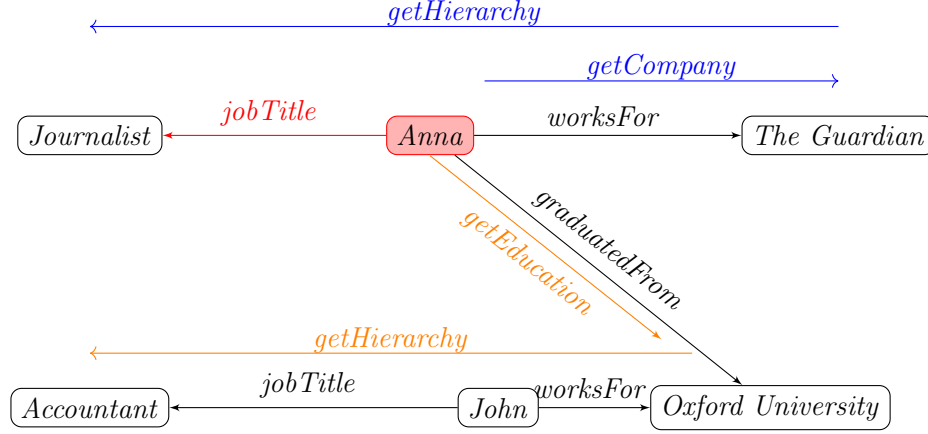 getHierarchy
getCompany
jobTitle
worksFor
Journalist
Anna
The Guardian
graduatedFrom
getEducation
getHierarchy
jobTitle
worksFor
Accountant
John
Oxford University